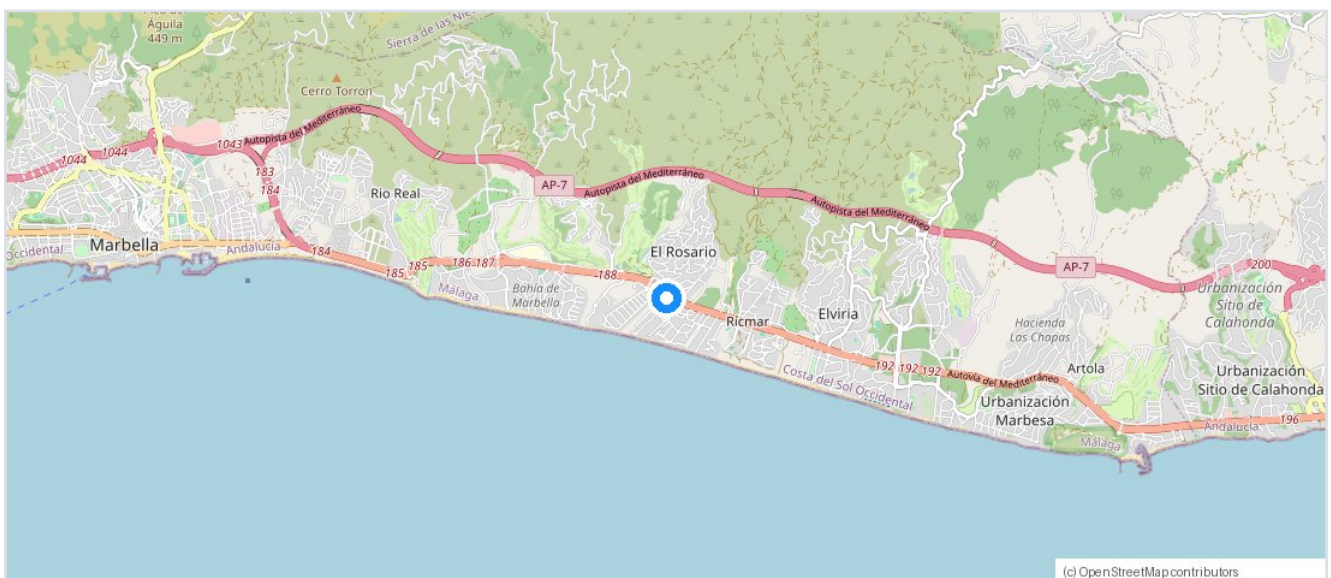 Pico de
Águila
449 m
Sierra de las Nie
Cerro Torron
Autopista del Mediterráneo
1043
1044
1044
183
184
184
Rio Real
AP-7
Autopista del Mediterráneo
Autopista del Mediterráneo
Occidental
Marbella
Andalucía
185
185
186
187
188
El Rosario
Málaga
Bahía de
Marbella
Ricmar
Elviria
AP-7
200
Urbanización
Sitio de
Calahonda
Hacienda
Las Chapas
Costa del Sol Occidental
192
192
192
Autovía del Mediterráneo
Artola
Urbanización
Sitio de Calahonda
Urbanización
Marbesa
Málaga
Andalucía
196
(c) OpenStreetMap contributors